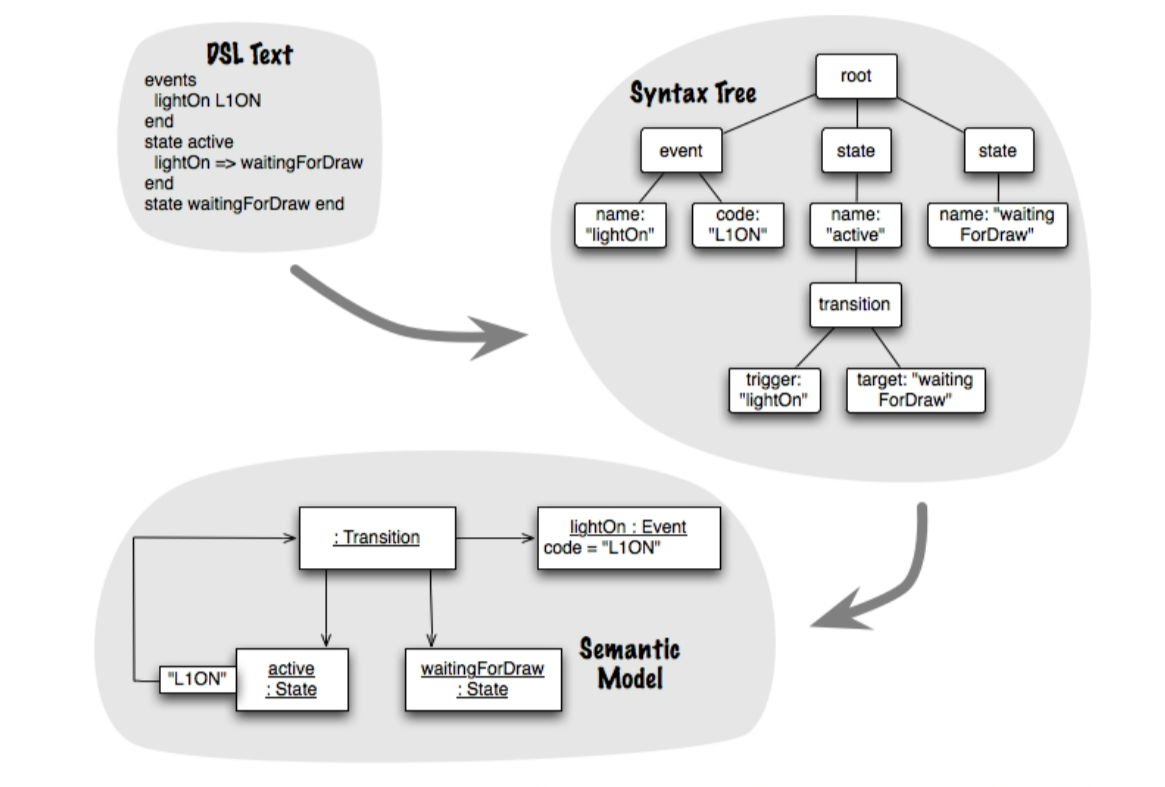 DSL Text
events
lightOn L1ON
end
state active
lightOn => waitingForDraw
end
state waitingForDraw end
Syntax Tree
root
event
state
state
name:
"lightOn"
code:
"L1ON"
name:
"active"
name: "waiting
ForDraw"
transition
trigger:
"lightOn"
target: "waiting
ForDraw"
: Transition
lightOn : Event
code = "L1ON"
"L1ON"
active
: State
waitingForDraw
: State
Semantic
Model